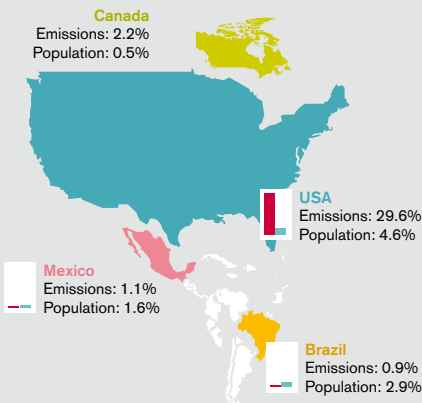 Canada
Emissions: 2.2%
Population: 0.5%
USA
Emissions: 29.6%
Population: 4.6%
Mexico
Emissions: 1.1%
Population: 1.6%
Brazil
Emissions: 0.9%
Population: 2.9%